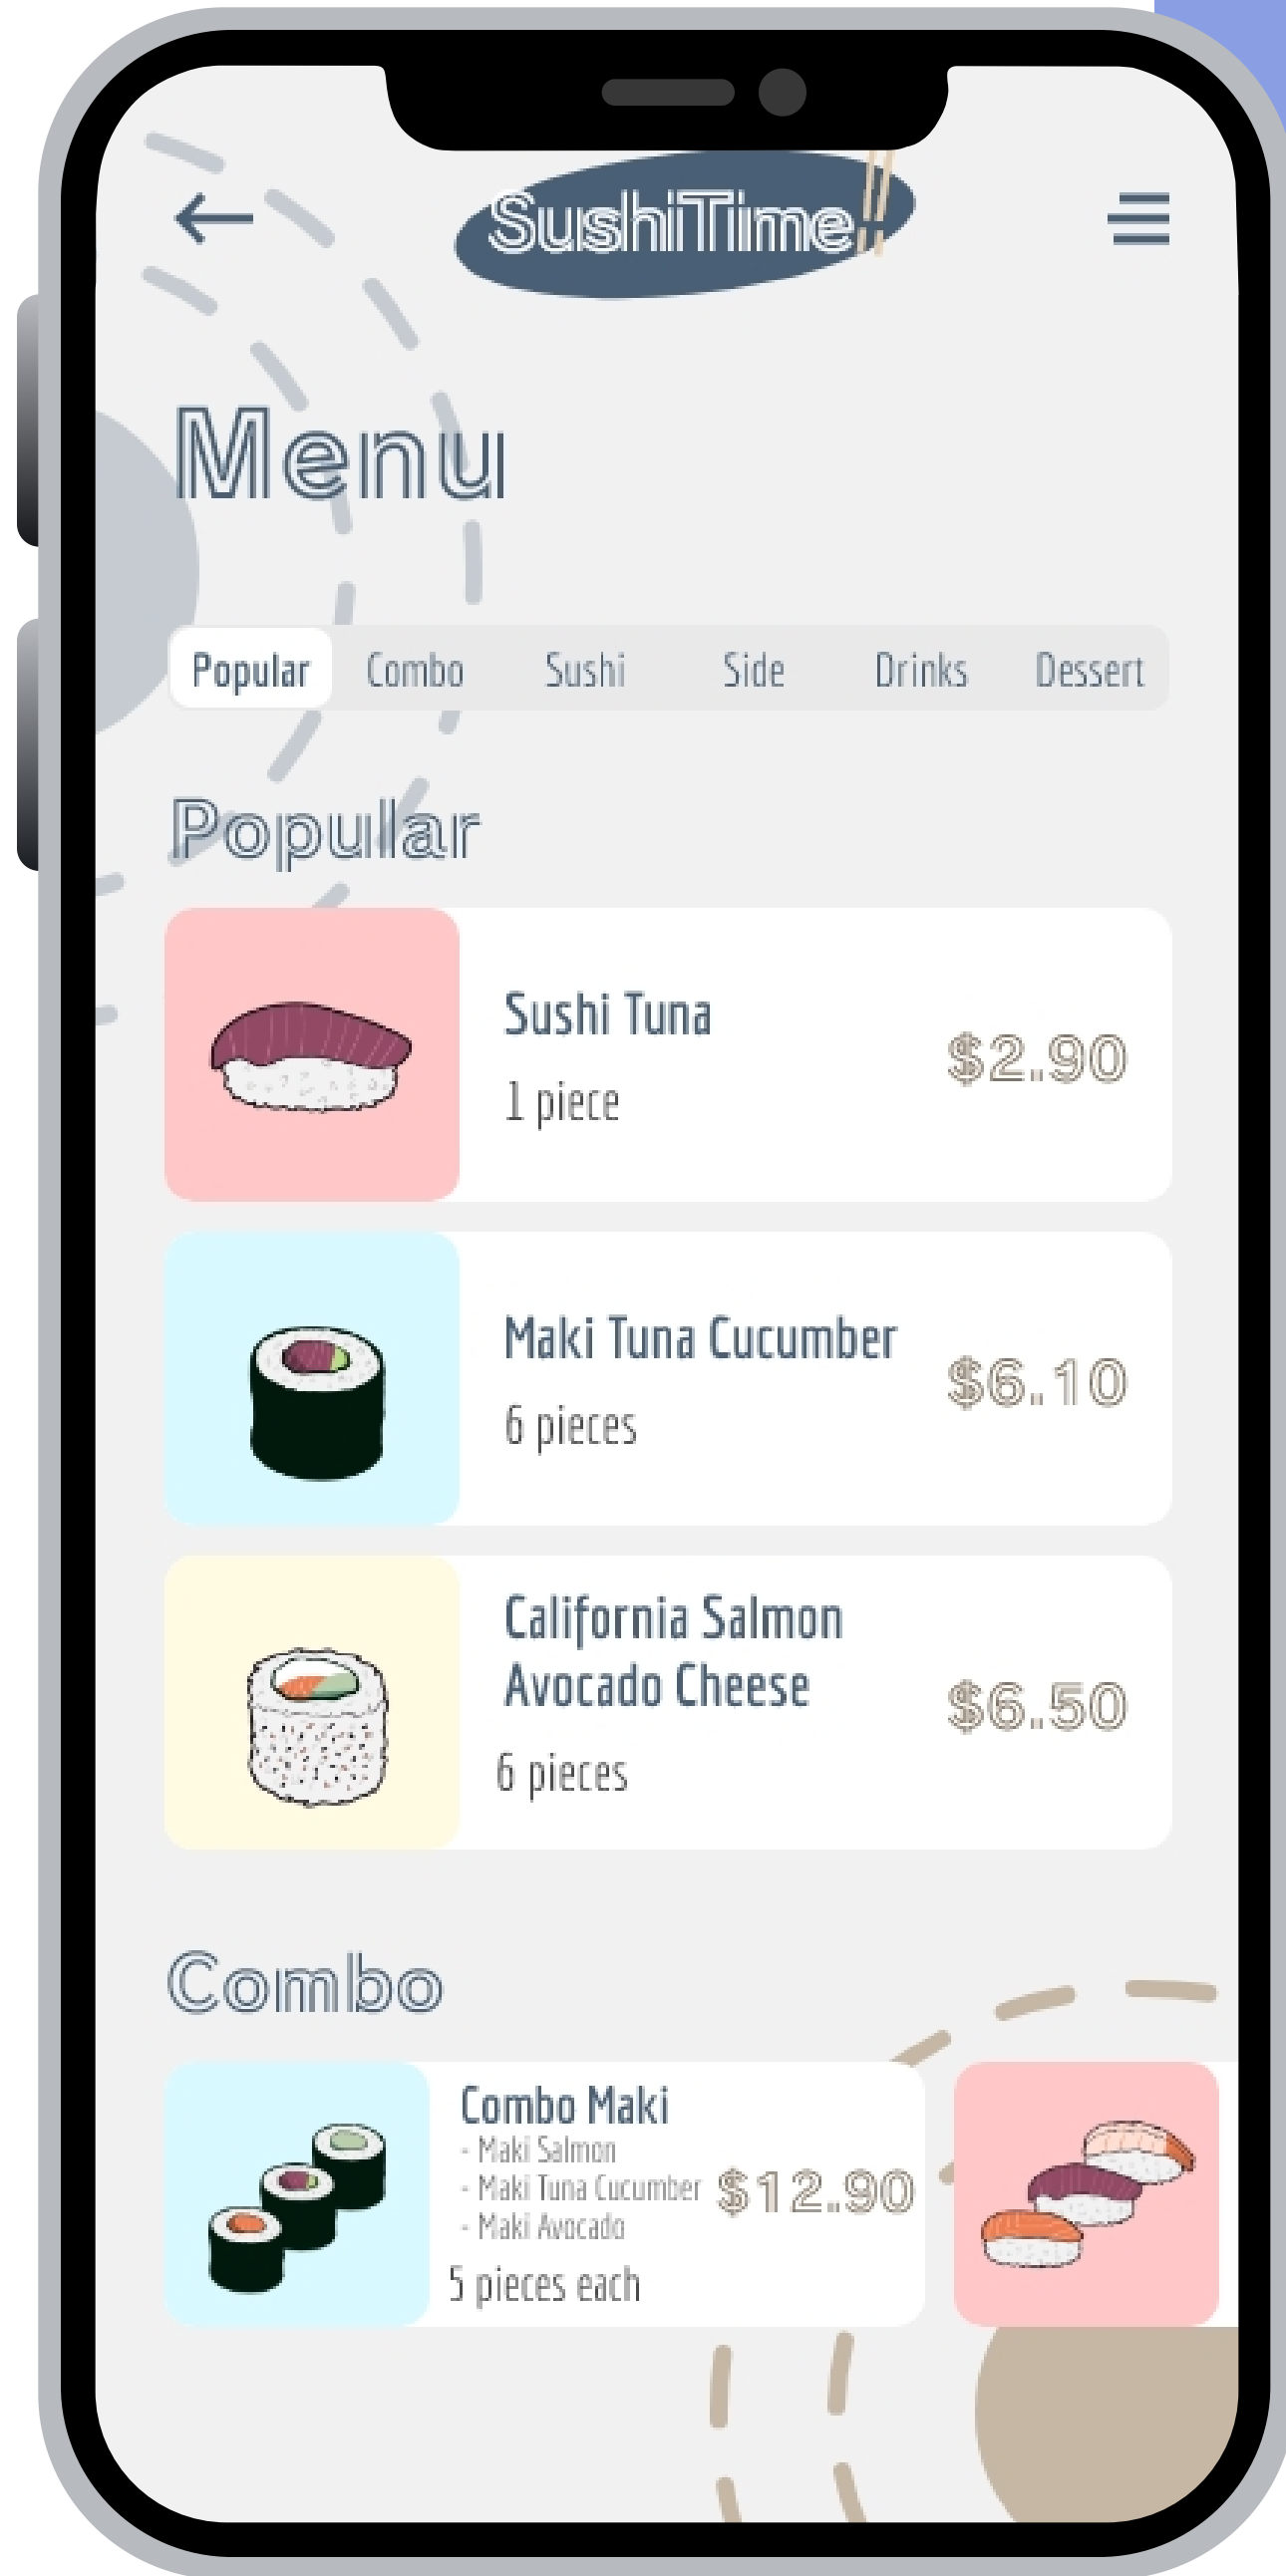 SushiTime
Menu
Popular Combo Sushi Side Drinks Dessert
Popular
Sushi Tuna
1 piece
$2.90
Maki Tuna Cucumber
6 pieces
$6.10
California Salmon
Avocado Cheese
6 pieces
$6.50
Combo
Combo Maki
- Maki Salmon
- Maki Tuna Cucumber
- Maki Avocado
5 pieces each
$12.90